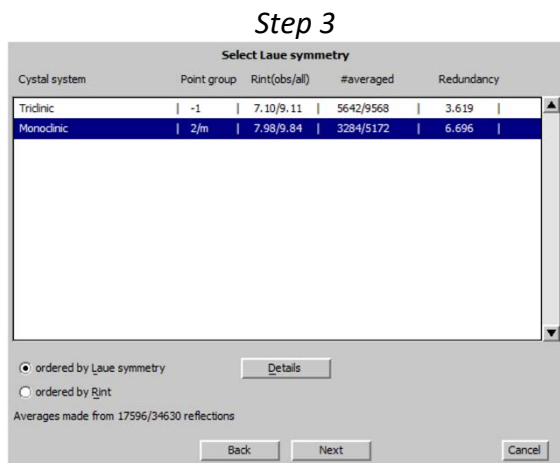 Step 3
Select Laue symmetry
Cystal system Point group Rint(obs/all) #averaged Redundancy
Triclinic | -1 | 7.10/9.11 | 5642/9568 | 3.619 |
Monoclinic | 2/m | 7.98/9.84 | 3284/5172 | 6.696 |
ordered by Laue symmetry Details
ordered by Rint
Averages made from 17596/34630 reflections
Back Next Cancel